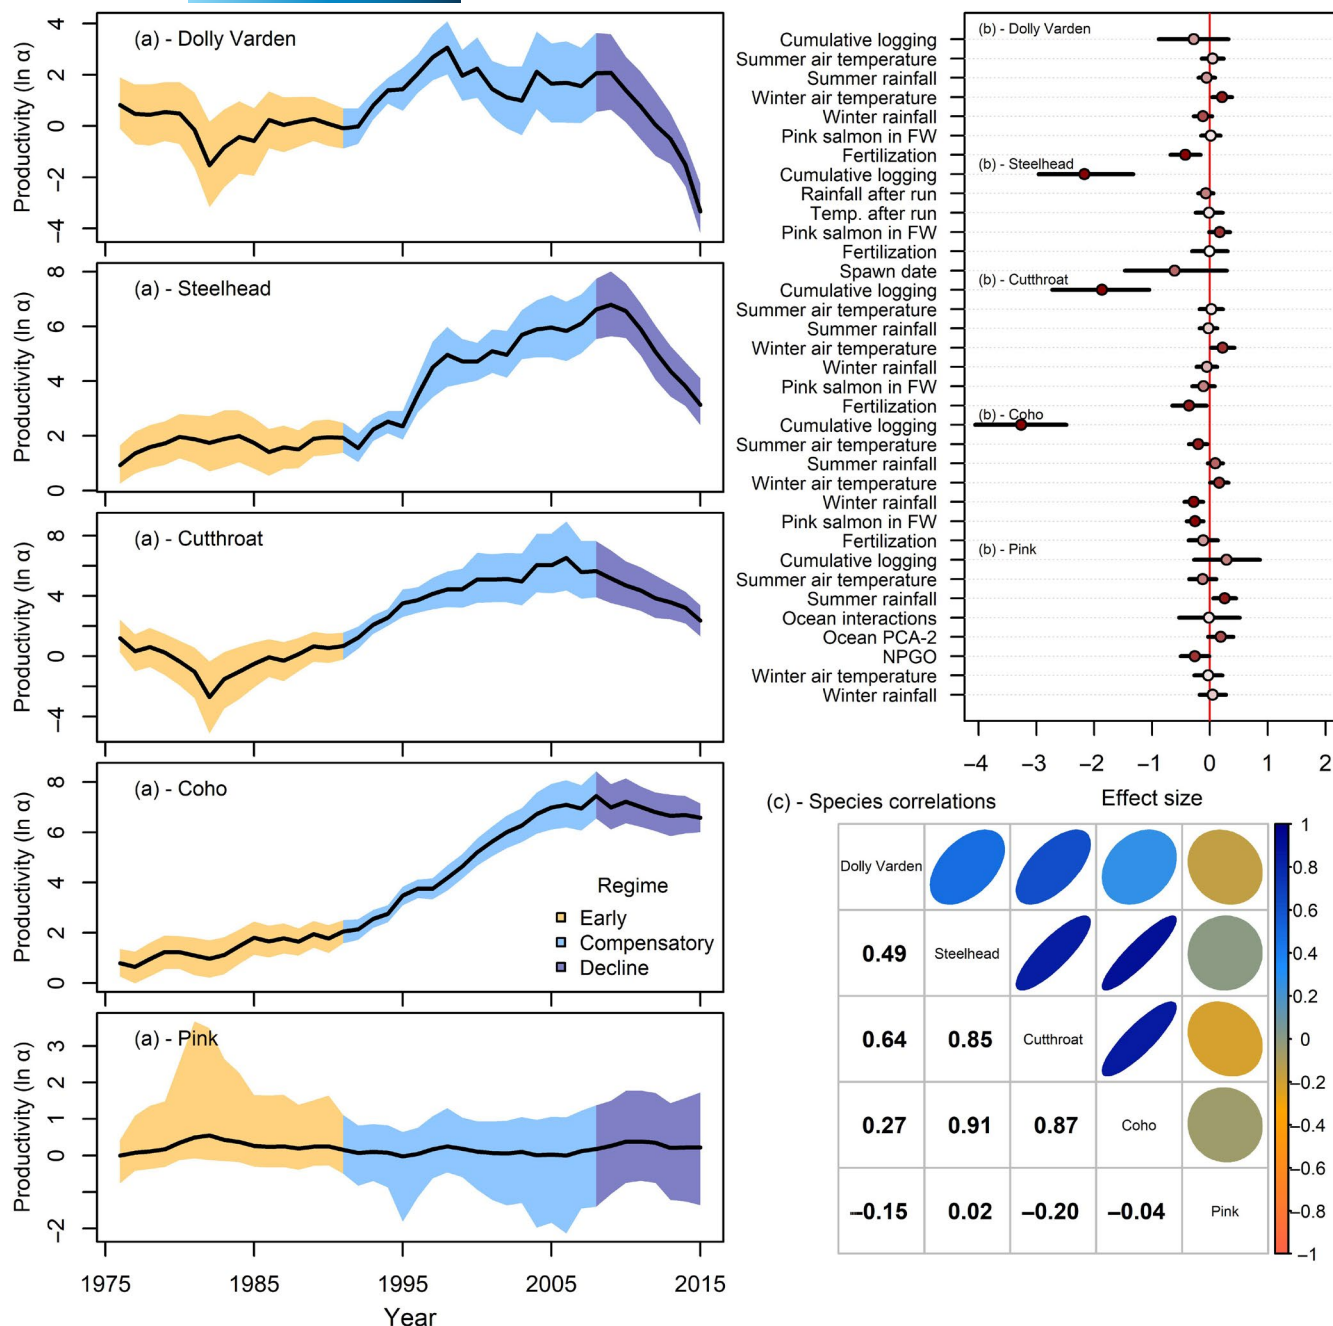 (a) - Dolly Varden
Productivity (ln α)
4
2
0
−2
−4
(a) - Steelhead
Productivity (ln α)
8
6
4
2
0
(a) - Cutthroat
Productivity (ln α)
8
4
0
−4
(a) - Coho
Productivity (ln α)
8
6
4
2
0
Regime
Early
Compensatory
Decline
(a) - Pink
Productivity (ln α)
3
2
1
0
−2
1975 1985 1995 2005 2015
Year
(b) - Dolly Varden
Cumulative logging
Summer air temperature
Summer rainfall
Winter air temperature
Winter rainfall
Pink salmon in FW
Fertilization
(b) - Steelhead
Cumulative logging
Rainfall after run
Temp. after run
Pink salmon in FW
Fertilization
Spawn date
(b) - Cutthroat
Cumulative logging
Summer air temperature
Summer rainfall
Winter air temperature
Winter rainfall
Pink salmon in FW
Fertilization
(b) - Coho
Cumulative logging
Summer air temperature
Summer rainfall
Winter air temperature
Winter rainfall
Pink salmon in FW
Fertilization
(b) - Pink
Cumulative logging
Summer air temperature
Summer rainfall
Ocean interactions
Ocean PCA-2
NPGO
Winter air temperature
Winter rainfall
−4 −3 −2 −1 0 1 2
Effect size
(c) - Species correlations
Dolly Varden
0.49 Steelhead
0.64 0.85 Cutthroat
0.27 0.91 0.87 Coho
−0.15 0.02 −0.20 −0.04 Pink
1
0.8
0.6
0.4
0.2
0
−0.2
−0.4
−0.6
−0.8
−1